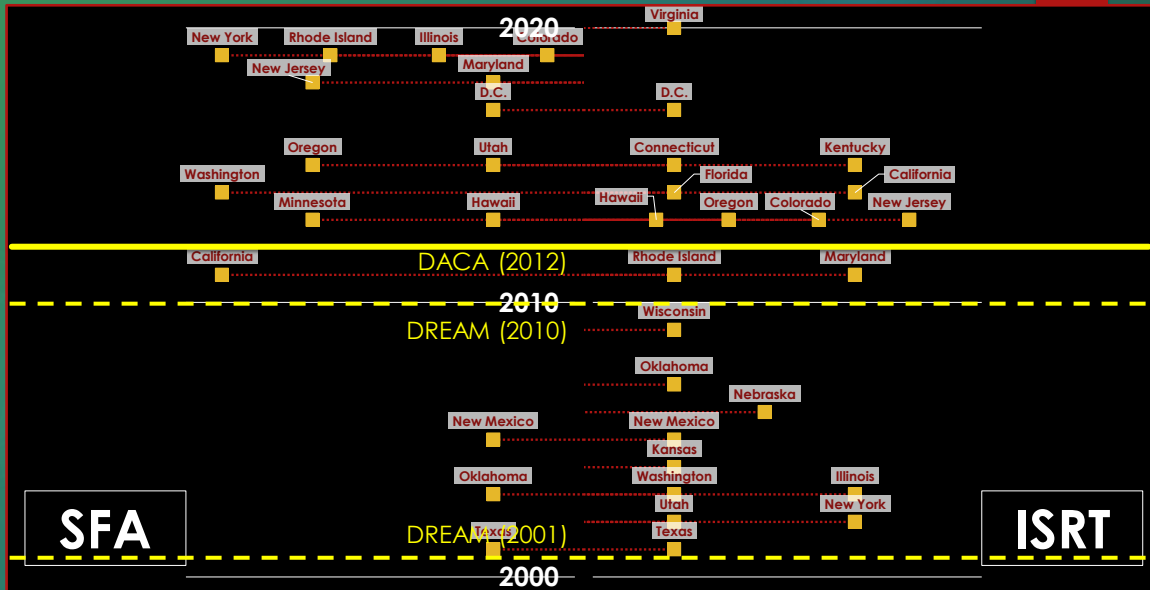 Virginia
2020
New York Rhode Island Illinois Colorado
New Jersey Maryland
D.C. D.C.
Oregon Utah Connecticut Kentucky
Washington Florida California
Minnesota Hawaii Hawaii Oregon Colorado New Jersey
California DACA (2012) Rhode Island Maryland
2010
Wisconsin
DREAM (2010)
Oklahoma
Nebraska
New Mexico New Mexico
Kansas
Oklahoma Washington Illinois
Utah New York
SFA ISRT
Texas DREAM (2001) Texas
2000